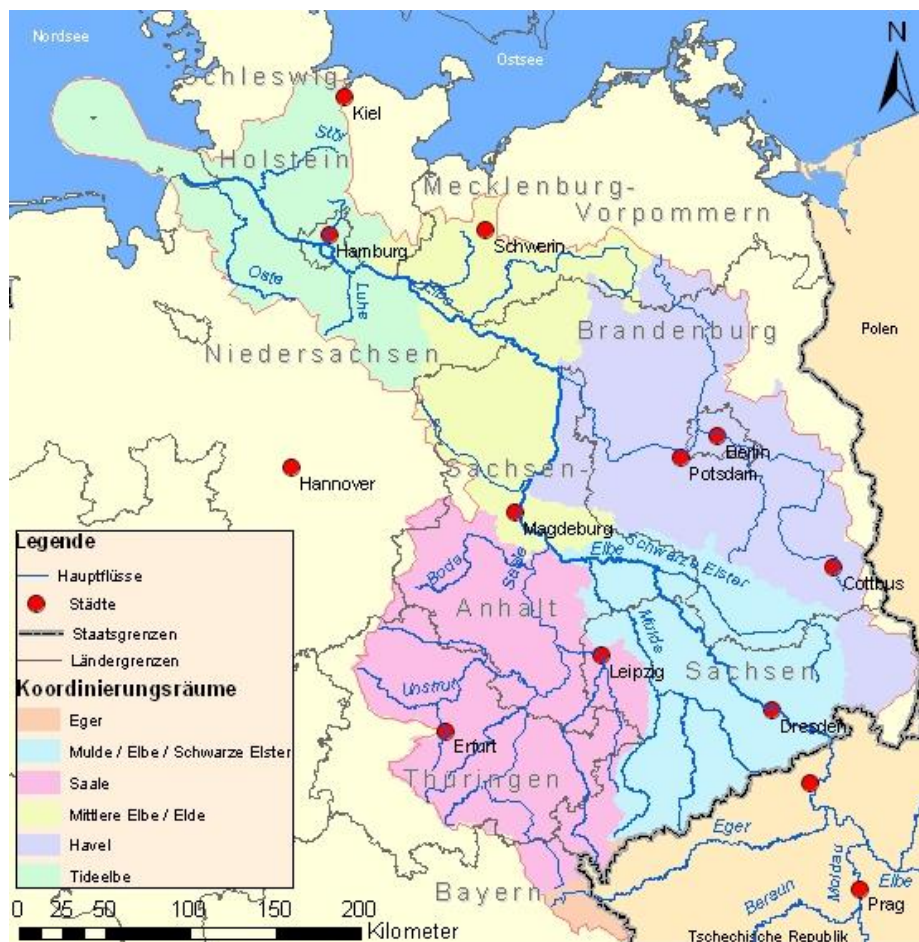 Nordsee
Ostsee
N
Schleswig-
Kiel
Stör
Holstein
Mecklenburg-
Vorpommern
Hamburg
Schwerin
Oste
Luhe
Elbe
Brandenburg
Polen
Niedersachsen
Berlin
Potsdam
Hannover
Sachsen-
Magdeburg
Elbe
Schwarze Elster
Cottbus
Bode
Saale
Anhalt
Mulde
Leipzig
Sachsen
Unstrut
Dresden
Erfurt
Thüringen
Eger
Moldau
Elbe
Bayern
Beraun
Prag
Tschechische Republik
Legende
Hauptflüsse
Städte
Staatsgrenzen
Ländergrenzen
Koordinierungsräume
Eger
Mulde / Elbe / Schwarze Elster
Saale
Mittlere Elbe / Elde
Havel
Tideelbe
0 25 50 100 150 200
Kilometer